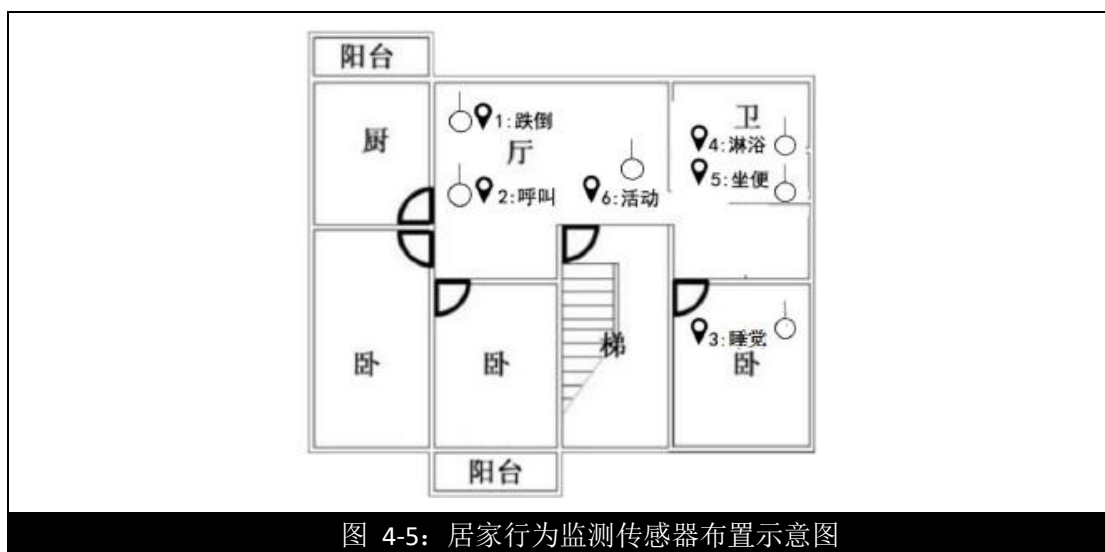 阳台
厨
1:跌倒
厅
2:呼叫
6:活动
卫
4:淋浴
5:坐便
卧
卧
梯
3:睡觉
卧
阳台
图 4-5：居家行为监测传感器布置示意图